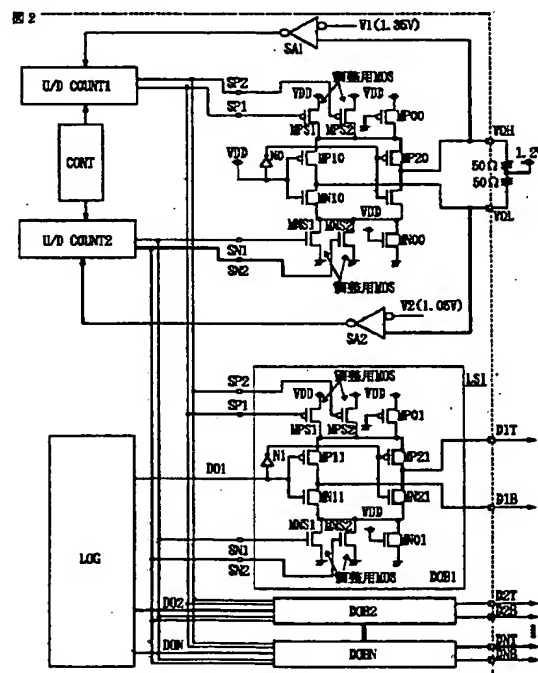 図2
V1(1.35V)
SA1
U/D COUNT1
SP2
調整用MOS
SP1
VDD
VDD
VDD
MP00
MPS1
MPS2
VOH
CONT
VDD
N0
MP10
MP20
50Ω
1.2V
50Ω
MN10
VDD
VOL
U/D COUNT2
MNS1
MNS2
MN00
SN1
SN2
調整用MOS
V2(1.05V)
SA2
SP2
調整用MOS
LS1
VDD
VDD
SP1
MP01
MPS1
MPS2
D1T
N1
MP11
MP21
DO1
MN11
MN21
D1B
VDD
MNS1
MNS2
MN01
LOG
SN1
SN2
調整用MOS
DOB1
DO2
DOB2
D2T
D2B
DON
DOBN
DNT
DNB